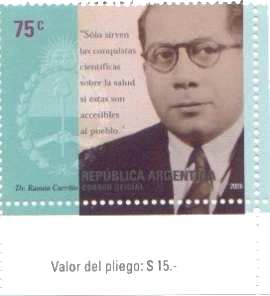 75c
"Sólo sirven
las conquistas
científicas
sobre la salud
si éstas son
accesibles
al pueblo."
Dr. Ramón Carrillo
REPÚBLICA ARGENTINA
CORREO OFICIAL
2006
Valor del pliego: $ 15.-